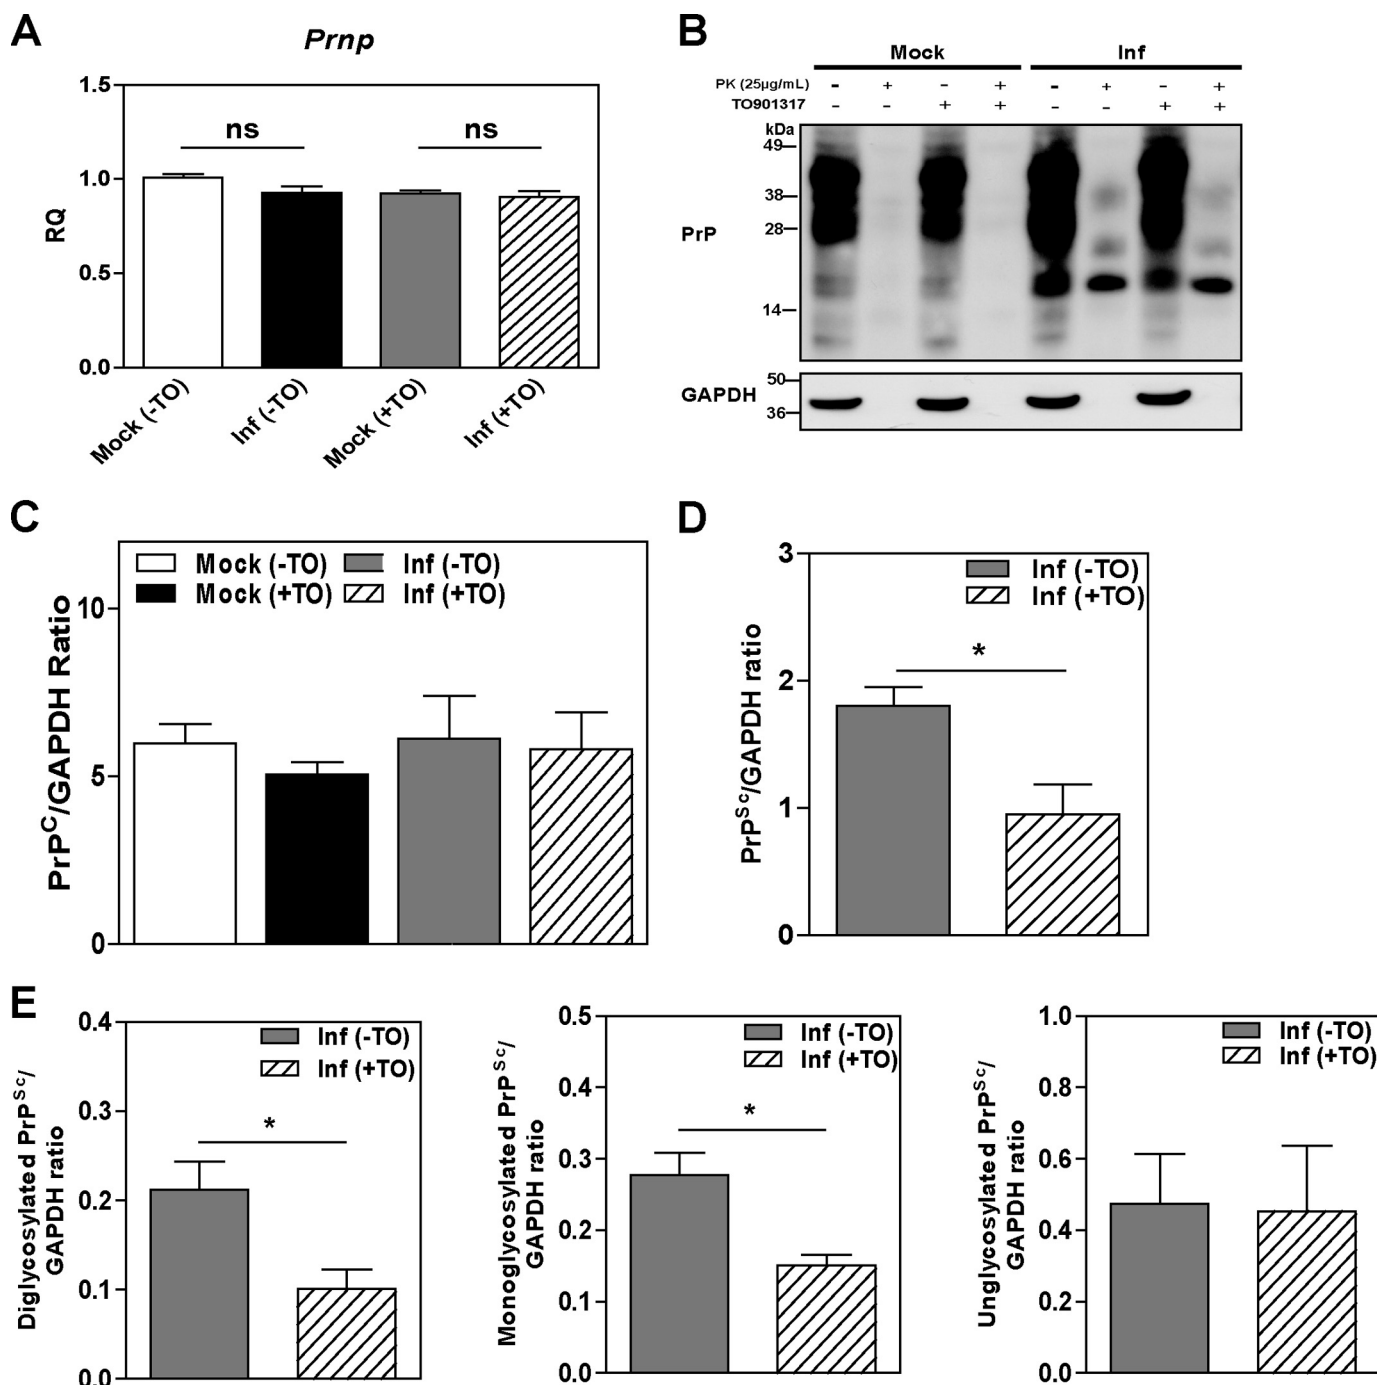 A
Prnp
1.5
1.0
0.5
0.0
RQ
ns
ns
Mock (-TO)
Inf (-TO)
Mock (+TO)
Inf (+TO)
B
Mock
Inf
PK (25µg/mL)
- + - + - + - +
TO901317
- - + + - - + +
kDa
49
38
28
14
PrP
GAPDH
50
36
C
Mock (-TO)
Inf (-TO)
Mock (+TO)
Inf (+TO)
10
5
0
PrPC/GAPDH Ratio
D
3
2
1
0
PrPSc/GAPDH ratio
Inf (-TO)
Inf (+TO)
*
E
0.4
0.3
0.2
0.1
0.0
Diglycosylated PrPSc/
GAPDH ratio
Inf (-TO)
Inf (+TO)
*
0.5
0.4
0.3
0.2
0.1
0.0
Monoglycosylated PrPSc/
GAPDH ratio
Inf (-TO)
Inf (+TO)
*
1.0
0.8
0.6
0.4
0.2
0.0
Unglycosylated PrPSc/
GAPDH ratio
Inf (-TO)
Inf (+TO)